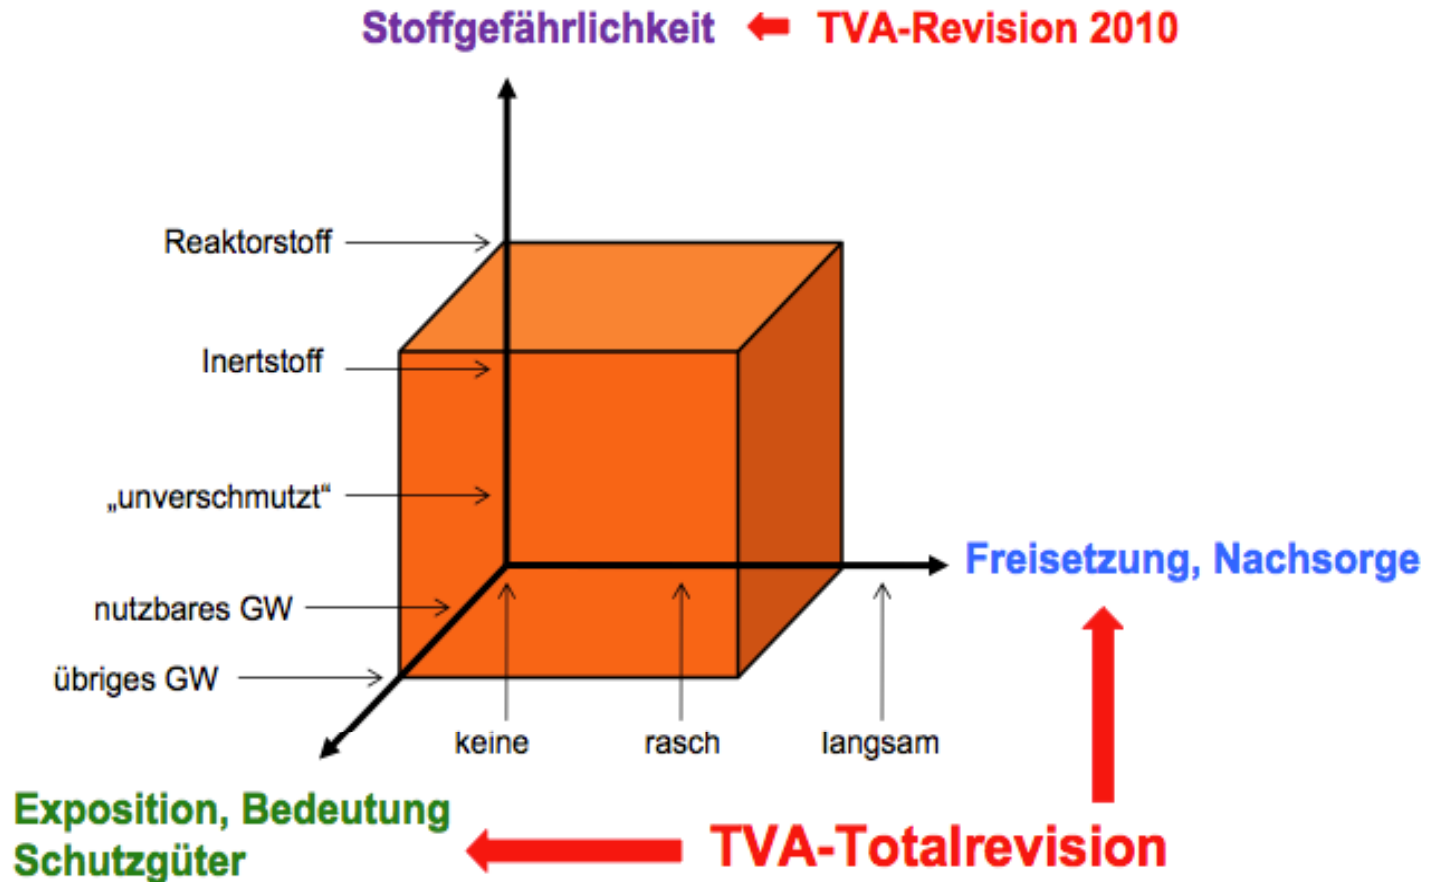 Stoffgefährlichkeit
TVA-Revision 2010
Reaktorstoff
Inertstoff
„unverschmutzt“
Freisetzung, Nachsorge
nutzbares GW
übriges GW
keine
rasch
langsam
Exposition, Bedeutung
Schutzgüter
TVA-Totalrevision